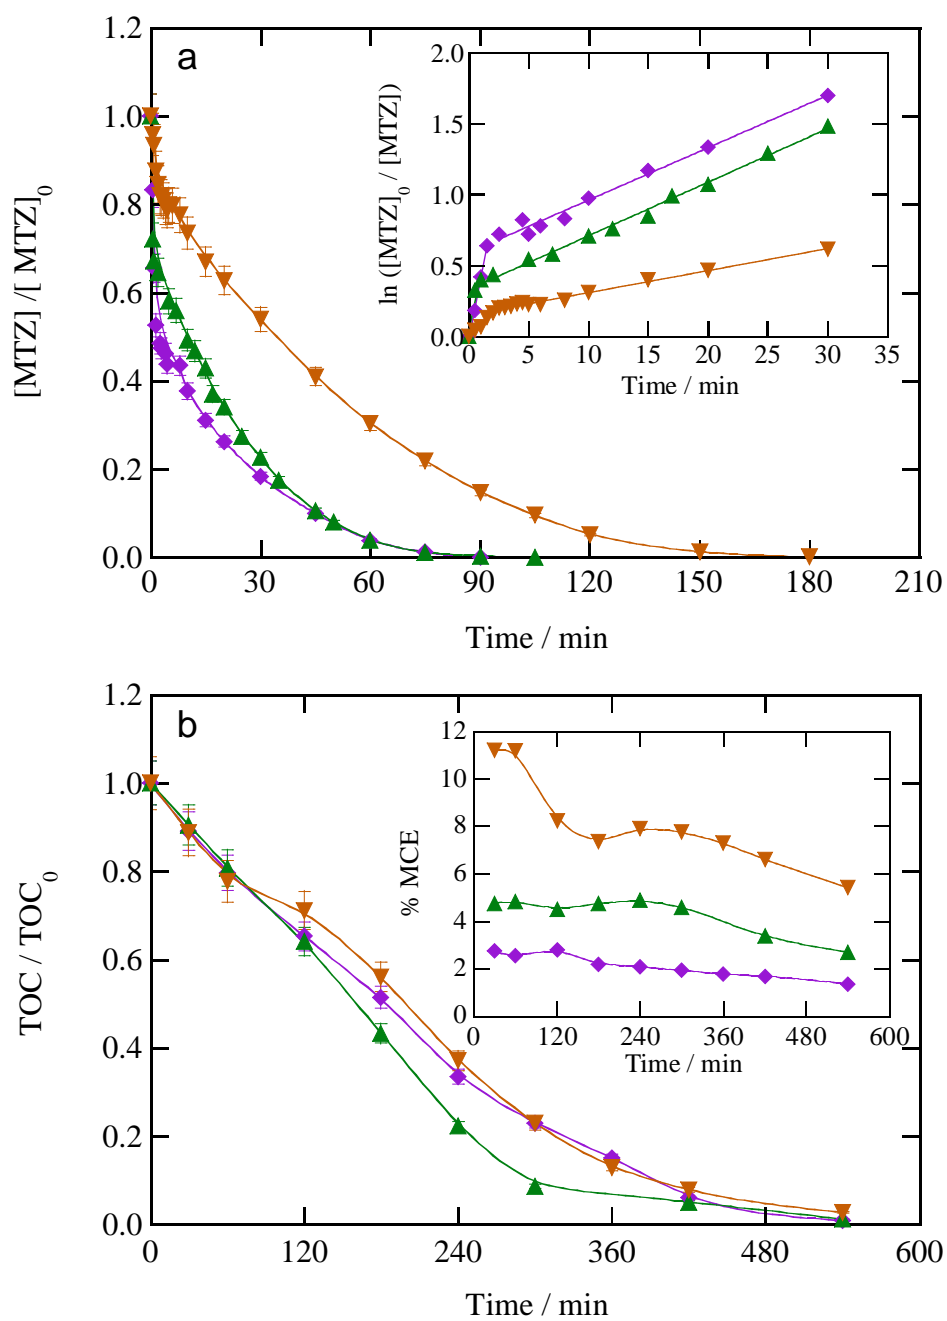 a
1.2
1.0
0.8
0.6
0.4
0.2
0.0
[MTZ] /[ MTZ]0
0 30 60 90 120 150 180 210
Time / min
2.0
1.5
1.0
0.5
0.0
ln ([MTZ]0 / [MTZ])
0 5 10 15 20 25 30 35
Time / min
b
1.2
1.0
0.8
0.6
0.4
0.2
0.0
TOC / TOC0
0 120 240 360 480 600
Time / min
12
10
8
6
4
2
0
% MCE
0 120 240 360 480 600
Time / min